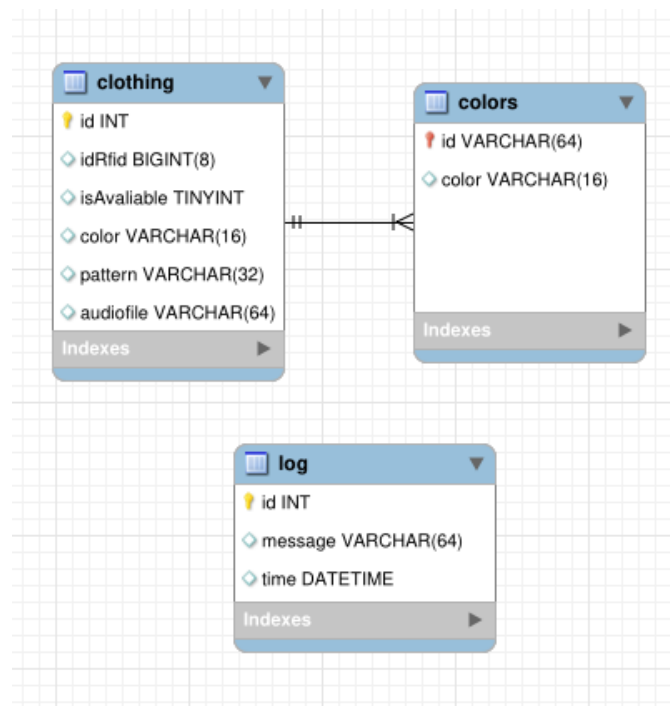 clothing
id INT
idRfid BIGINT(8)
isAvaliable TINYINT
color VARCHAR(16)
pattern VARCHAR(32)
audiofile VARCHAR(64)
Indexes
colors
id VARCHAR(64)
color VARCHAR(16)
Indexes
log
id INT
message VARCHAR(64)
time DATETIME
Indexes